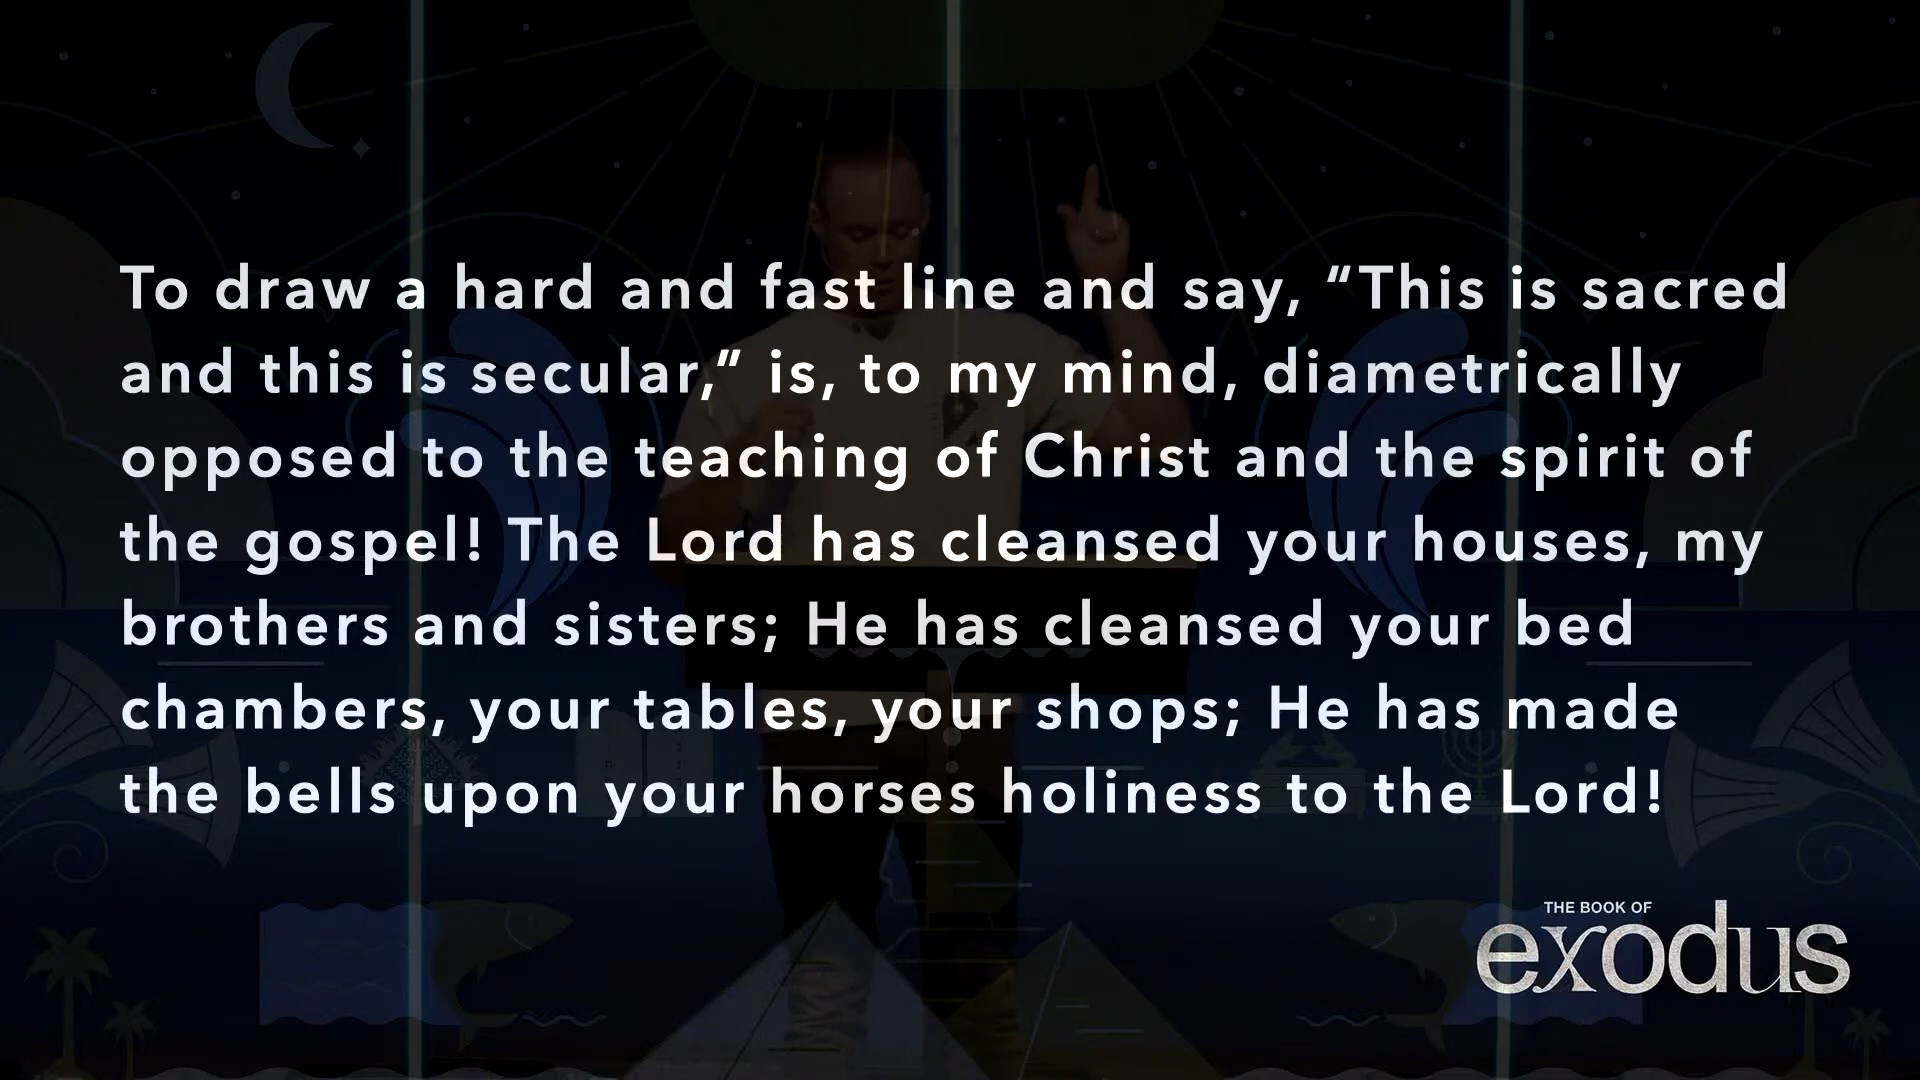 To draw a hard and fast line and say, “This is sacred
and this is secular,” is, to my mind, diametrically
opposed to the teaching of Christ and the spirit of
the gospel! The Lord has cleansed your houses, my
brothers and sisters; He has cleansed your bed
chambers, your tables, your shops; He has made
the bells upon your horses holiness to the Lord!
THE BOOK OF
exodus